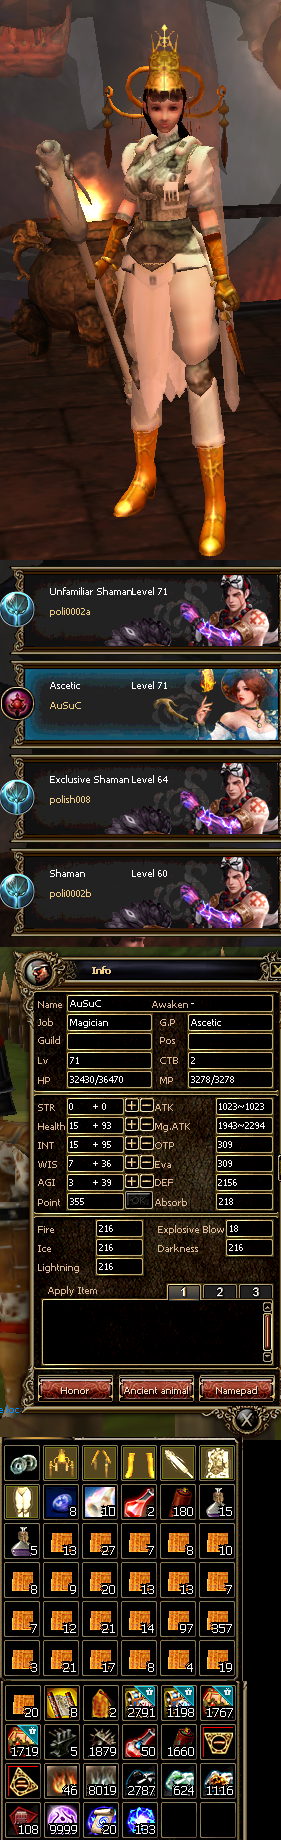 Unfamiliar Shaman Level 71
poli0002a
Ascetic Level 71
AuSuC
Exclusive Shaman Level 64
polish008
Shaman Level 60
poli0002b
Info
Name AuSuC Awaken -
Job Magician G.P Ascetic
Guild Pos
Lv 71 CTB 2
HP 32430/36470 MP 3278/3278
STR 0 + 0 ATK 1023~1023
Health 15 + 93 Mg.ATK 1943~2294
INT 15 + 95 OTP 309
WIS 7 + 36 Eva 309
AGI 3 + 39 DEF 2156
Point 355 Absorb 218
Fire 216 Explosive Blow 18
Ice 216 Darkness 216
Lightning 216
Apply Item 1 2 3
Honor Ancient animal Namepad
8 10 2 180 15
5 13 27 7 8 10
8 9 20 13 13 7
7 12 21 14 97 357
3 21 17 8 4 19
20 8 2 2791 1198 1767
1719 5 1879 50 1660
46 8019 2787 624 1116
108 9999 20 183